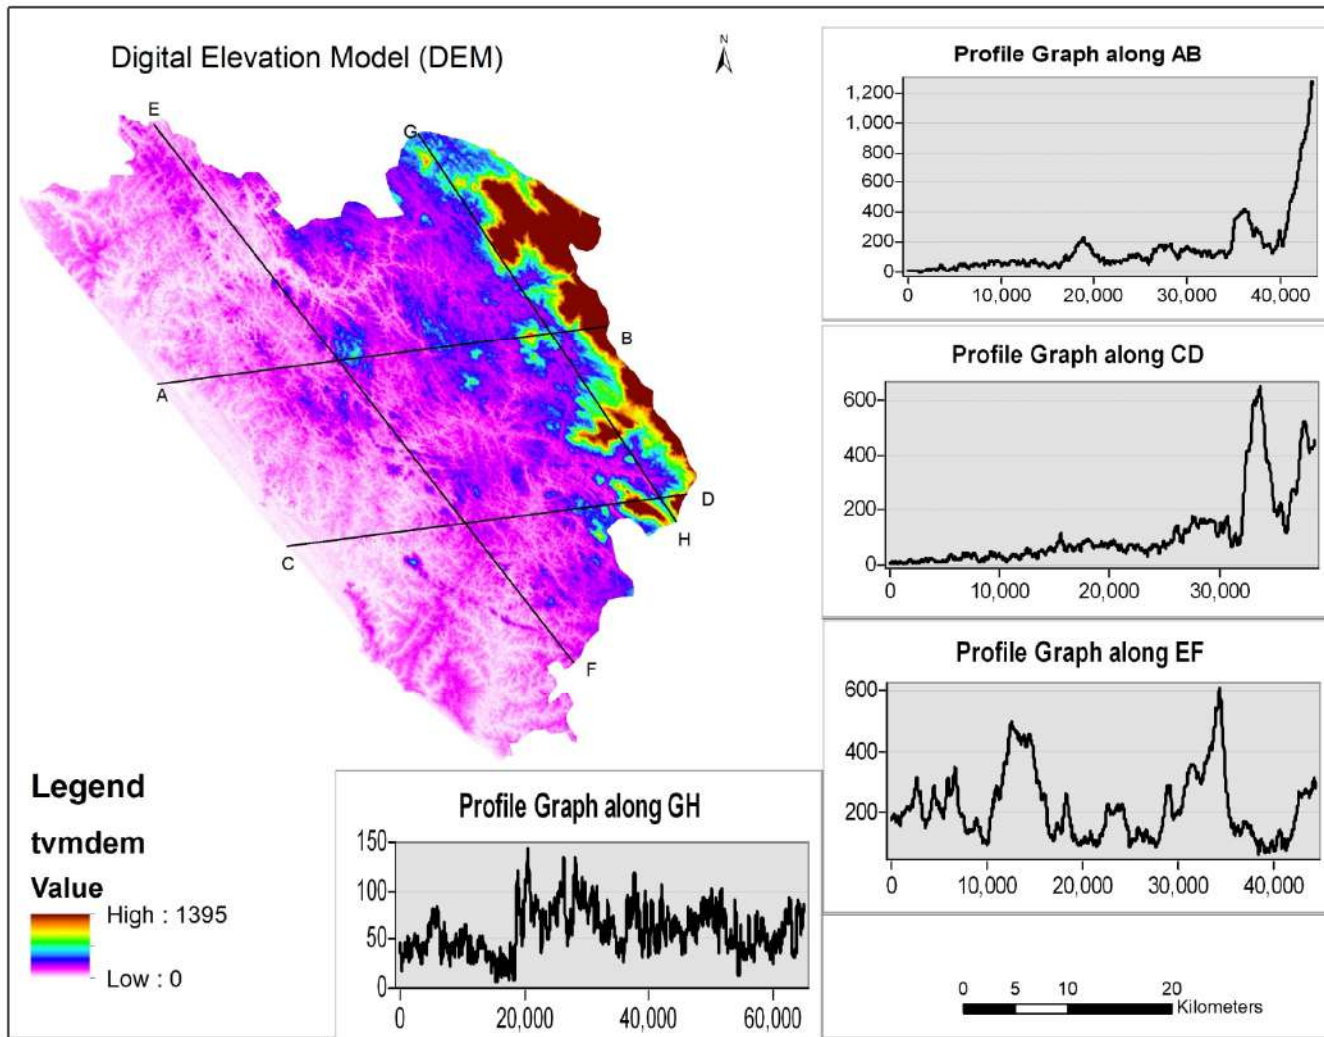 Digital Elevation Model (DEM)
N
E
G
B
A
D
C
H
F
Legend
tvmdem
Value
High : 1395
Low : 0
Profile Graph along AB
1,200
1,000
800
600
400
200
0
0 10,000 20,000 30,000 40,000
Profile Graph along CD
600
400
200
0
0 10,000 20,000 30,000
Profile Graph along EF
600
400
200
0 10,000 20,000 30,000 40,000
Profile Graph along GH
150
100
50
0
0 20,000 40,000 60,000
0 5 10 20
Kilometers